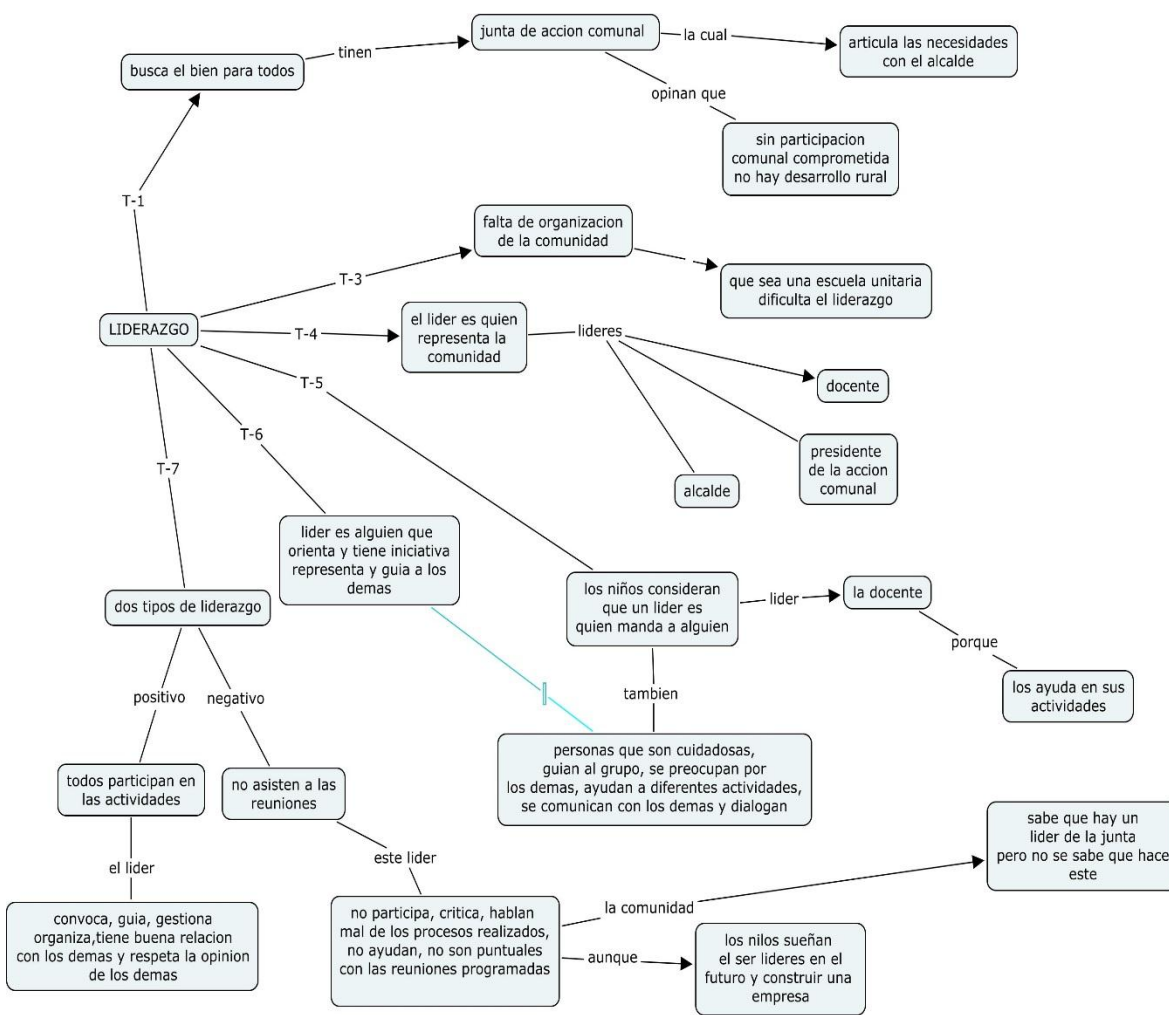 junta de accion comunal
la cual
articula las necesidades
con el alcalde
tinen
busca el bien para todos
opinan que
sin participacion
comunal comprometida
no hay desarrollo rural
T-1
falta de organizacion
de la comunidad
T-3
que sea una escuela unitaria
dificulta el liderazgo
LIDERAZGO
T-4
el lider es quien
representa la
comunidad
lideres
docente
presidente
de la accion
comunal
alcalde
T-5
T-6
T-7
lider es alguien que
orienta y tiene iniciativa
representa y guia a los
demas
los niños consideran
que un lider es
quien manda a alguien
lider
la docente
porque
los ayuda en sus
actividades
tambien
personas que son cuidadosas,
guian al grupo, se preocupan por
los demas, ayudan a diferentes actividades,
se comunican con los demas y dialogan
dos tipos de liderazgo
positivo
negativo
todos participan en
las actividades
no asisten a las
reuniones
el lider
este lider
convoca, guia, gestiona
organiza,tiene buena relacion
con los demas y respeta la opinion
de los demas
no participa, critica, hablan
mal de los procesos realizados,
no ayudan, no son puntuales
con las reuniones programadas
la comunidad
sabe que hay un
lider de la junta
pero no se sabe que hace
este
aunque
los nilos sueñan
el ser lideres en el
futuro y construir una
empresa